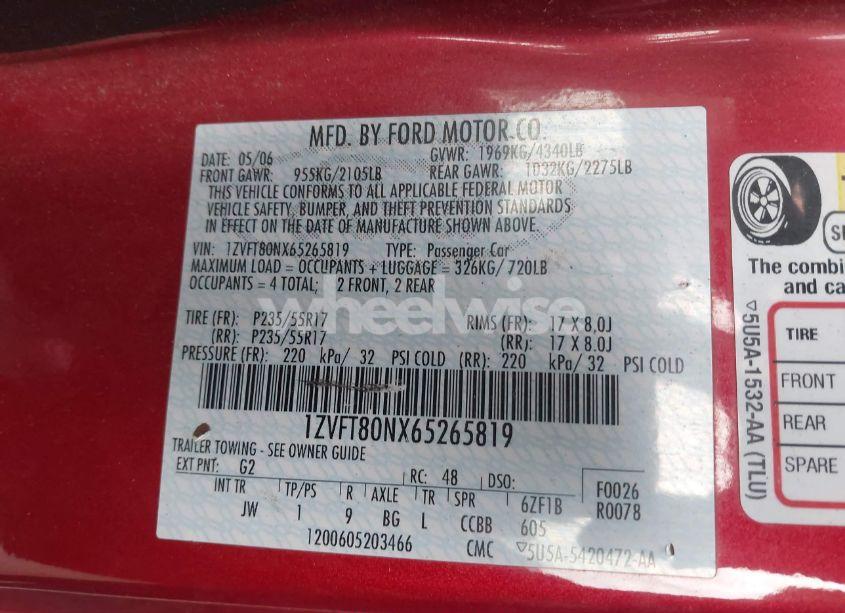 MFD. BY FORD MOTOR CO.
DATE: 05/06 GVWR: 1969KG/4340LB
FRONT GAWR: 955KG/2105LB REAR GAWR: 1032KG/2275LB
THIS VEHICLE CONFORMS TO ALL APPLICABLE FEDERAL MOTOR
VEHICLE SAFETY, BUMPER, AND THEFT PREVENTION STANDARDS
IN EFFECT ON THE DATE OF MANUFACTURE SHOWN ABOVE.
VIN: 1ZVFT80NX65265819 TYPE: Passenger Car
MAXIMUM LOAD = OCCUPANTS + LUGGAGE = 326KG/720LB
OCCUPANTS = 4 TOTAL; 2 FRONT, 2 REAR
wheelwise
TIRE (FR): P235/55R17 RIMS (FR): 17 X 8.0J
(RR): P235/55R17 (RR): 17 X 8.0J
PRESSURE (FR): 220 kPa/ 32 PSI COLD (RR): 220 kPa/ 32 PSI COLD
1ZVFT80NX65265819
TRAILER TOWING - SEE OWNER GUIDE
EXT PNT: G2 RC: 48 DSO:
INT TR TP/PS R AXLE TR SPR 6ZF1B F0026
JW 1 9 BG L CCBB 605 R0078
1200605203466 CMC ▽5U5A-5420472-AA
▽5U5A-1532-AA (TLU)
The combi
and ca
TIRE
FRONT
REAR
SPARE